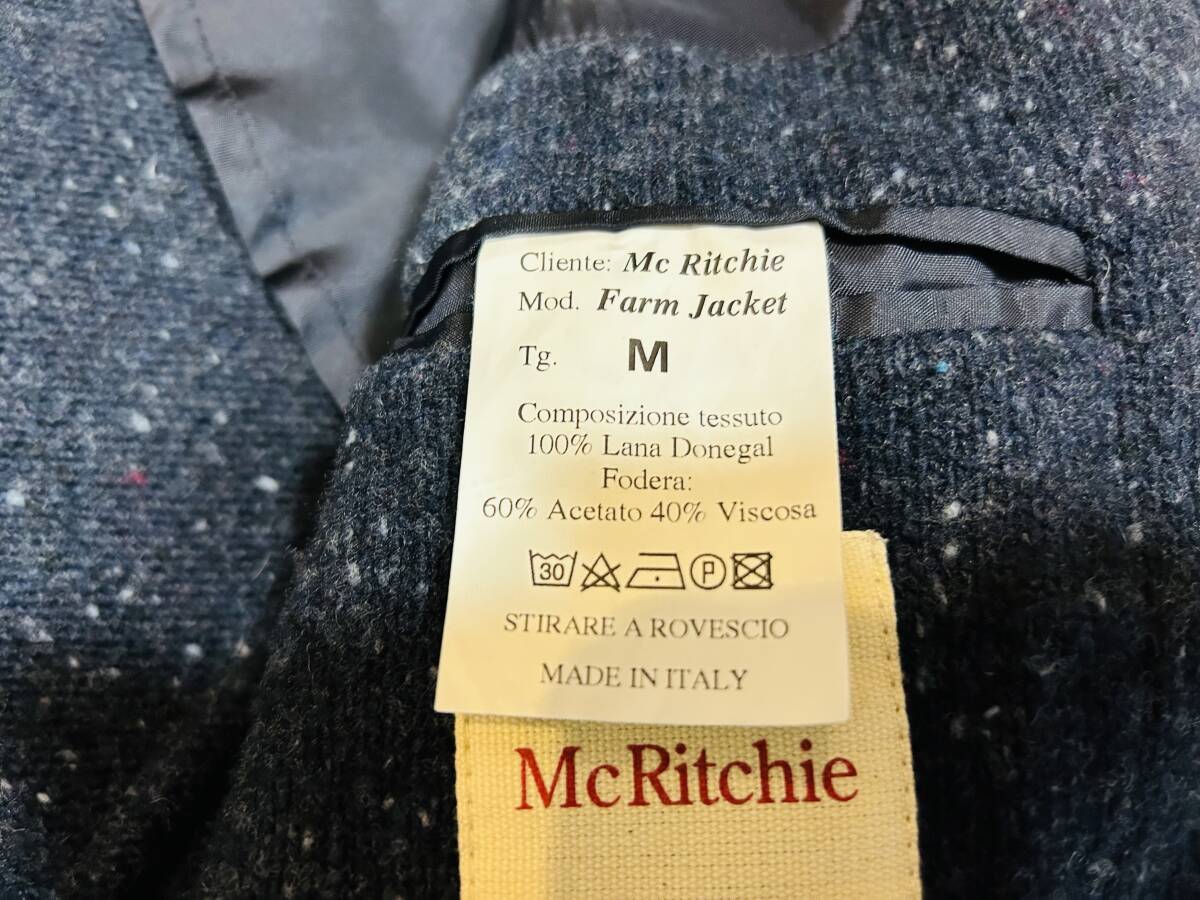 Cliente: Mc Ritchie
Mod. Farm Jacket
Tg. M
Composizione tessuto
100% Lana Donegal
Fodera:
60% Acetato 40% Viscosa
30 P
STIRARE A ROVESCIO
MADE IN ITALY
McRitchie